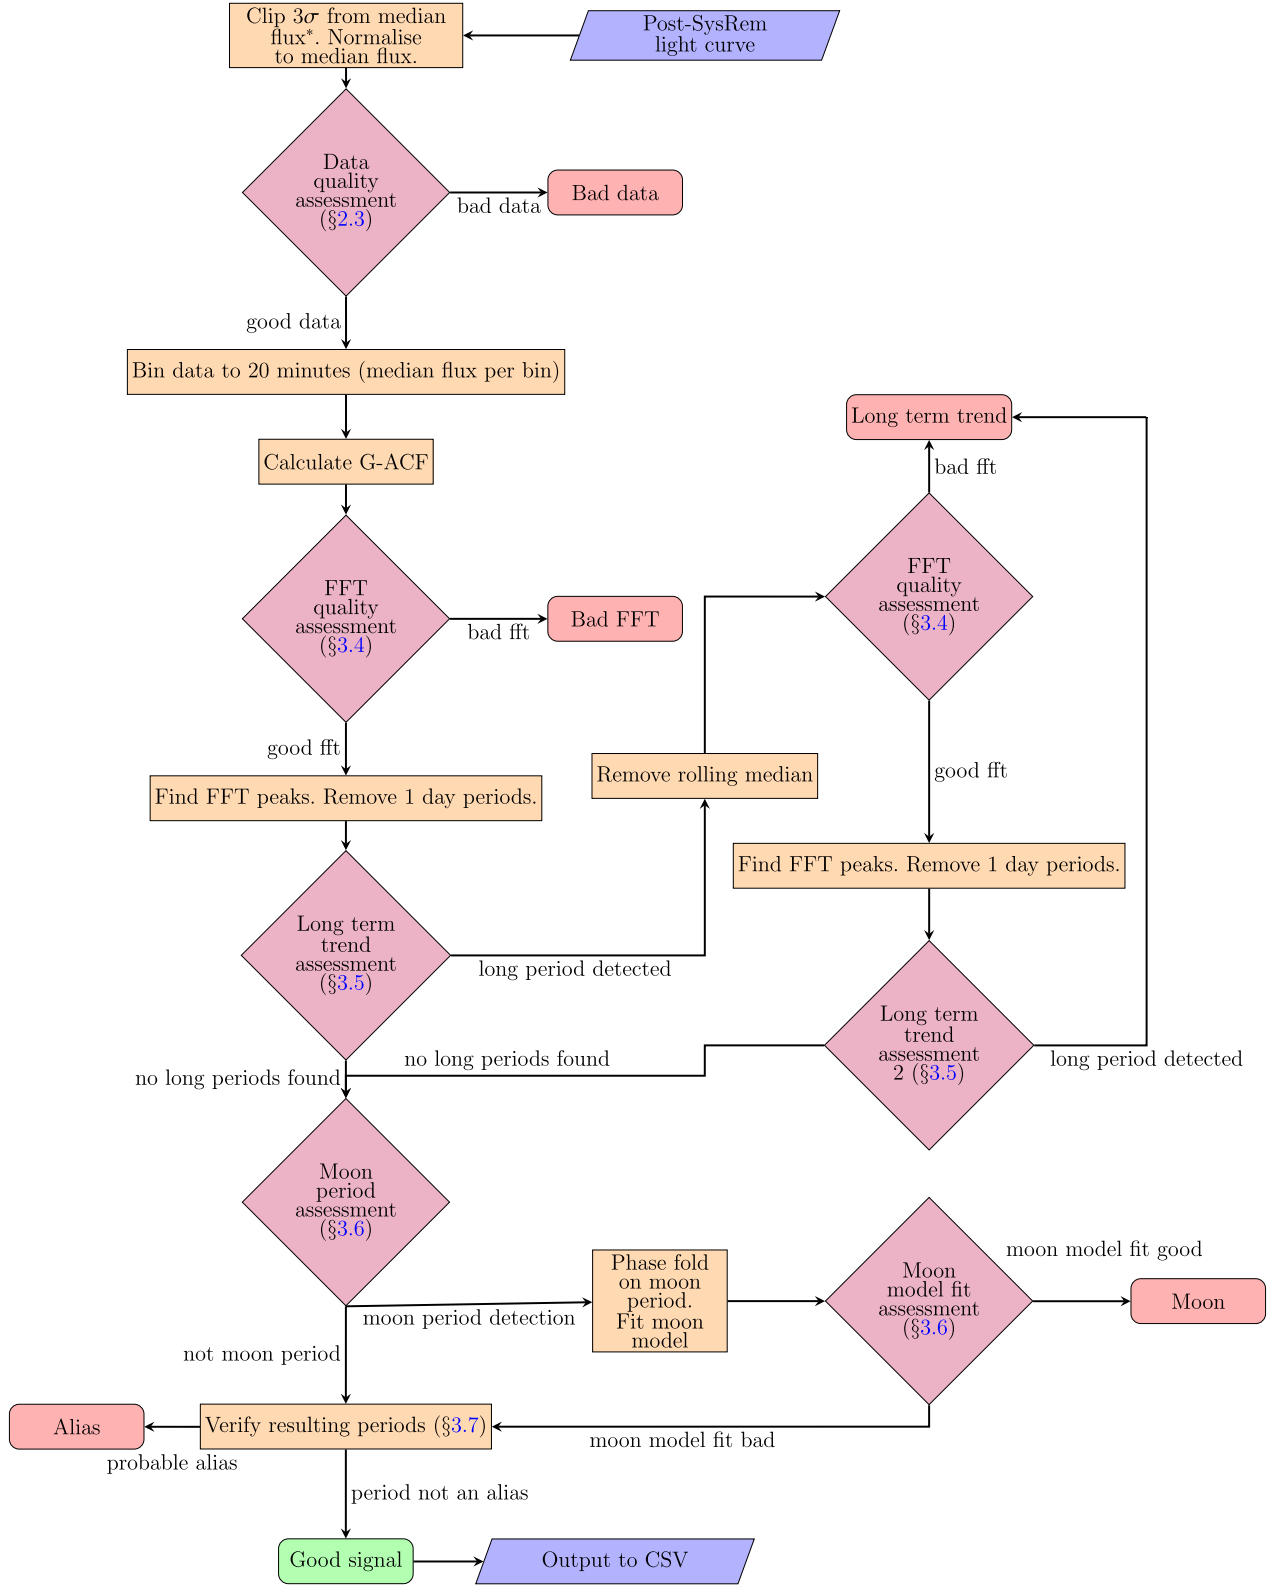 Clip 3σ from median
flux*. Normalise
to median flux.
Post-SysRem
light curve
Data
quality
assessment
(§2.3)
bad data
Bad data
good data
Bin data to 20 minutes (median flux per bin)
Calculate G-ACF
Long term trend
bad fft
FFT
quality
assessment
(§3.4)
bad fft
Bad FFT
FFT
quality
assessment
(§3.4)
good fft
Find FFT peaks. Remove 1 day periods.
Remove rolling median
good fft
Find FFT peaks. Remove 1 day periods.
Long term
trend
assessment
(§3.5)
long period detected
Long term
trend
assessment
2 (§3.5)
long period detected
no long periods found
no long periods found
Moon
period
assessment
(§3.6)
moon period detection
Phase fold
on moon
period.
Fit moon
model
Moon
model fit
assessment
(§3.6)
moon model fit good
Moon
not moon period
Alias
Verify resulting periods (§3.7)
moon model fit bad
probable alias
period not an alias
Good signal
Output to CSV